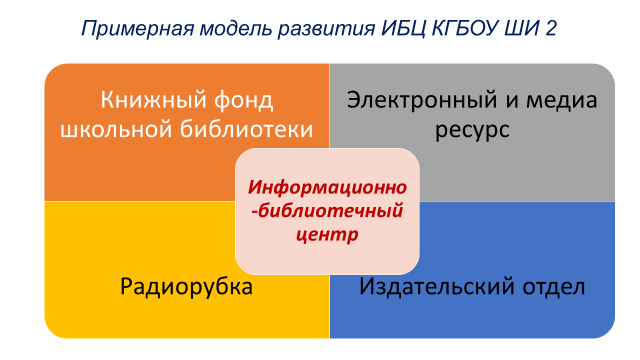 Примерная модель развития ИБЦ КГБОУ ШИ 2
Книжный фонд
школьной библиотеки
Электронный и медиа
ресурс
Информационно
-библиотечный
центр
Радиорубка
Издательский отдел